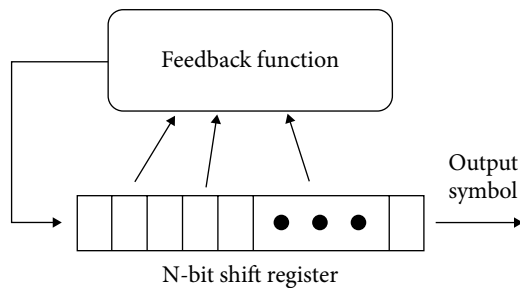 Feedback function
Output
symbol
N-bit shift register